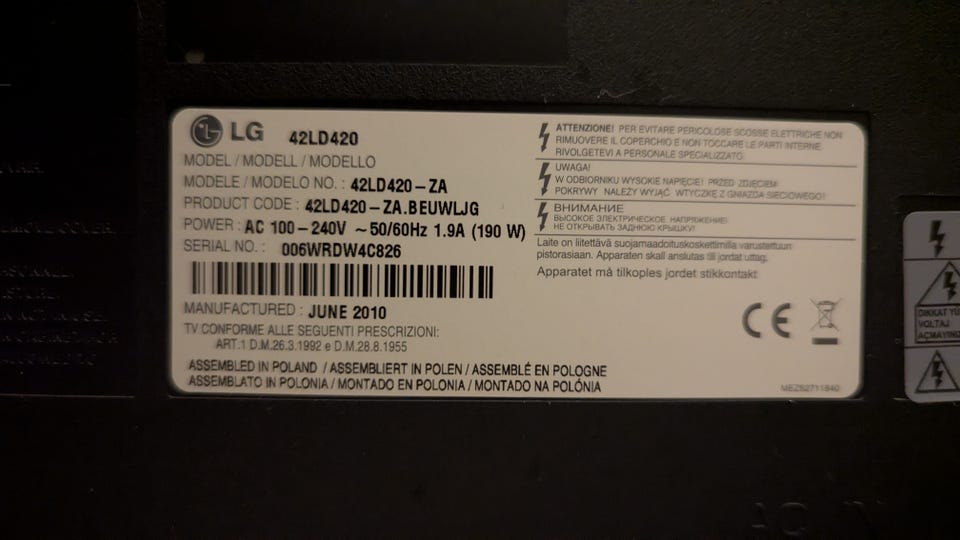 LG 42LD420
MODEL / MODELL / MODELLO
MODELE / MODELO NO. : 42LD420-ZA
PRODUCT CODE : 42LD420-ZA.BEUWLJG
POWER : AC 100-240V ~50/60Hz 1.9A (190 W)
SERIAL NO. : 006WRDW4C826
MANUFACTURED : JUNE 2010
TV CONFORME ALLE SEGUENTI PRESCRIZIONI:
ART.1 D.M.26.3.1992 e D.M.28.8.1955
ASSEMBLED IN POLAND / ASSEMBLIERT IN POLEN / ASSEMBLÉ EN POLOGNE
ASSEMBLATO IN POLONIA / MONTADO EN POLONIA / MONTADO NA POLÓNIA
ATTENZIONE! PER EVITARE PERICOLOSE SCOSSE ELETTRICHE NON
RIMUOVERE IL COPERCHIO E NON TOCCARE LE PARTI INTERNE.
RIVOLGETEVI A PERSONALE SPECIALIZZATO.
UWAGA!
W ODBIORNIKU WYSOKIE NAPIĘCIE! PRZED ZDJĘCIEM
POKRYWY NALEŻY WYJĄĆ WTYCZKĘ Z GNIAZDA SIECIOWEGO!
ВНИМАНИЕ
ВЫСОКОЕ ЭЛЕКТРИЧЕСКОЕ НАПРЯЖЕНИЕ!
НЕ ОТКРЫВАТЬ ЗАДНЮЮ КРЫШКУ!
Laite on liitettävä suojamaadoituskoskettimilla varustettuun
pistorasiaan. Apparaten skall anslutas till jordat uttag.
Apparatet må tilkoples jordet stikkontakt
CE
MEZ62711840
DIKKAT YU
VOLTAJ
AÇMAYINIZ